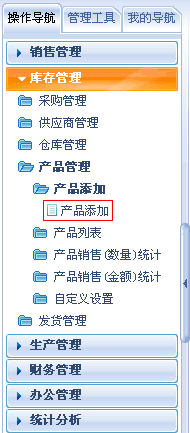 操作导航 管理工具 我的导航
销售管理
库存管理
采购管理
供应商管理
仓库管理
产品管理
产品添加
产品添加
产品列表
产品销售(数量)统计
产品销售(金额)统计
自定义设置
发货管理
生产管理
财务管理
办公管理
统计分析